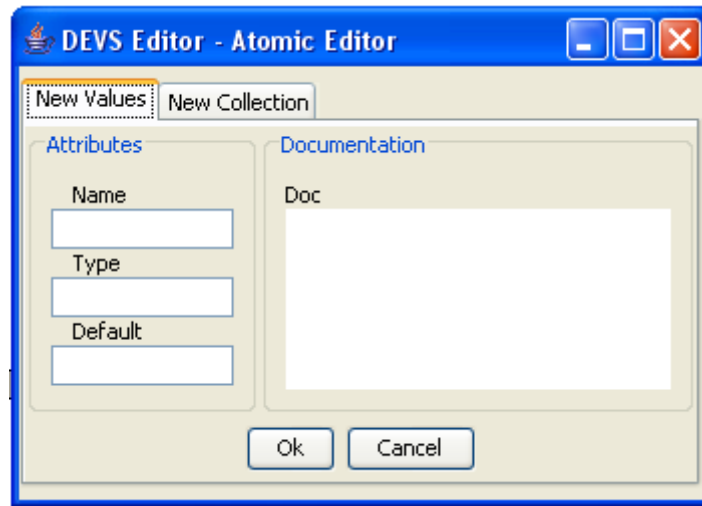 DEVS Editor - Atomic Editor
New Values New Collection
Attributes
Documentation
Name
Type
Default
Doc
Ok Cancel